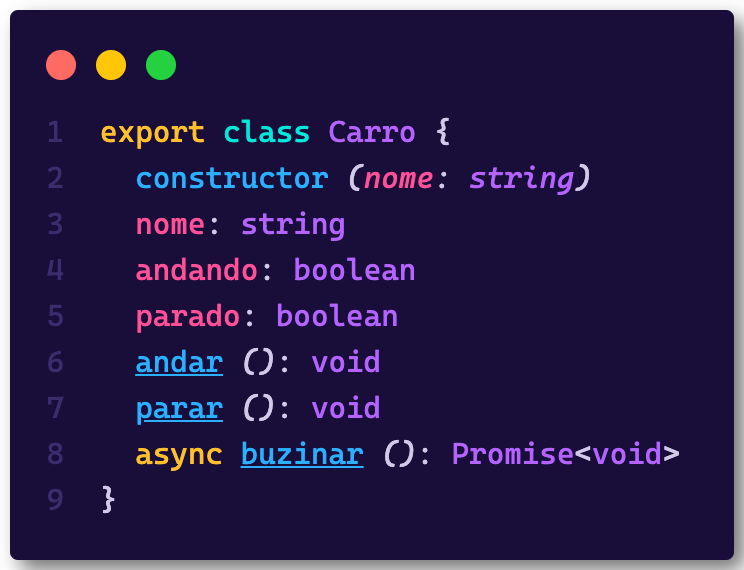 1 export class Carro {
2 constructor (nome: string)
3 nome: string
4 andando: boolean
5 parado: boolean
6 andar (): void
7 parar (): void
8 async buzinar (): Promise<void>
9 }